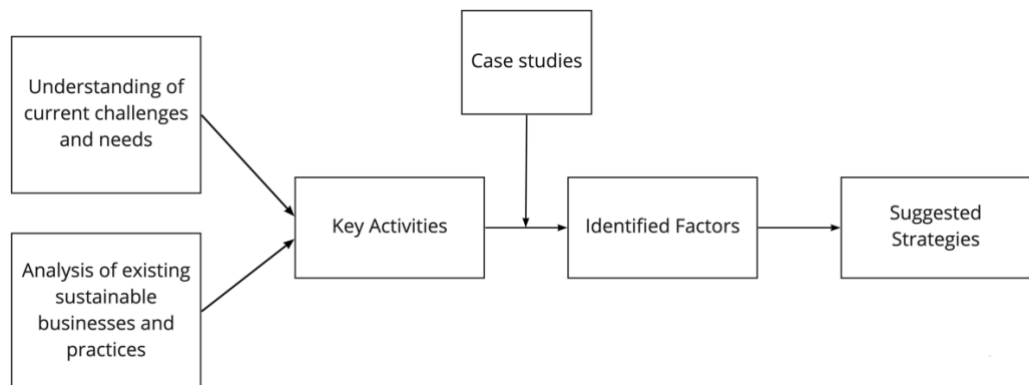 Case studies
Understanding of
current challenges
and needs
Key Activities
Identified Factors
Suggested
Strategies
Analysis of existing
sustainable
businesses and
practices